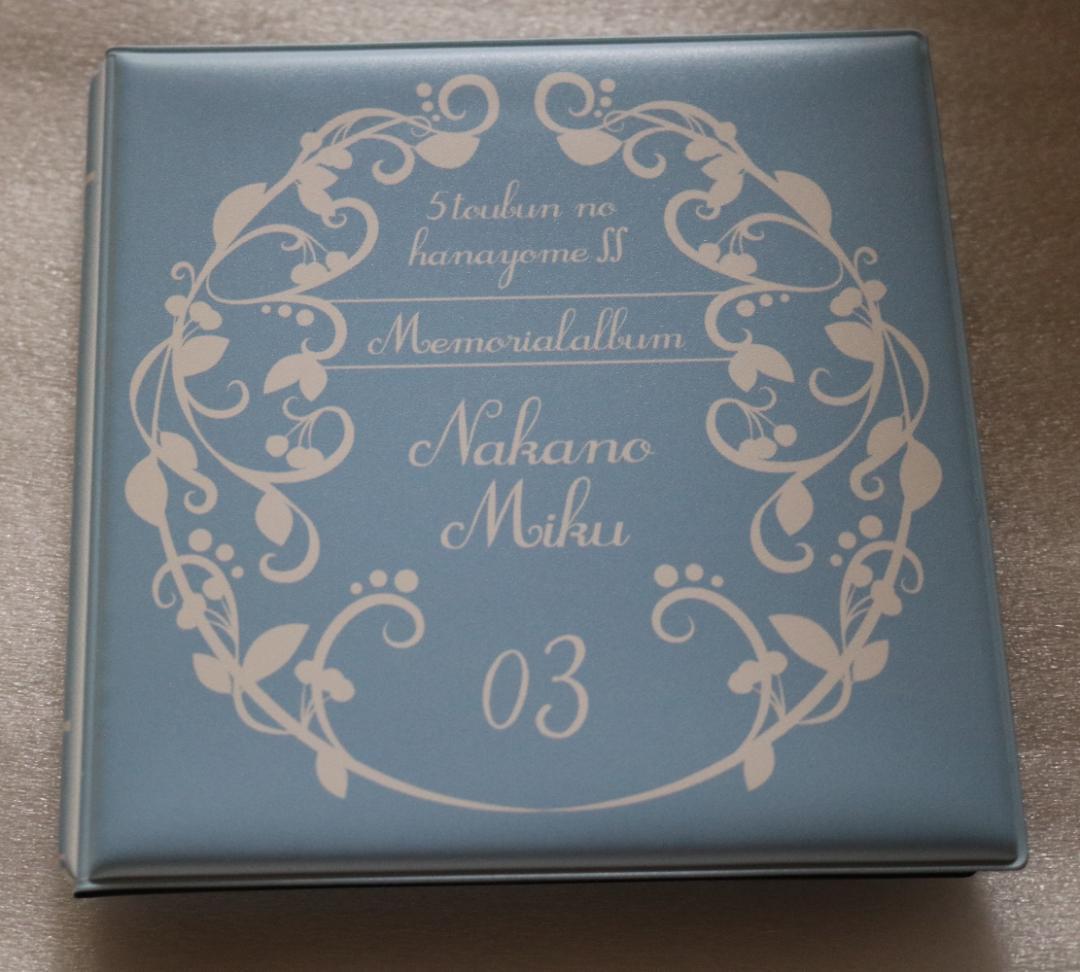 5toubun no
hanayome ∬
Memorialalbum
Nakano
Miku
03